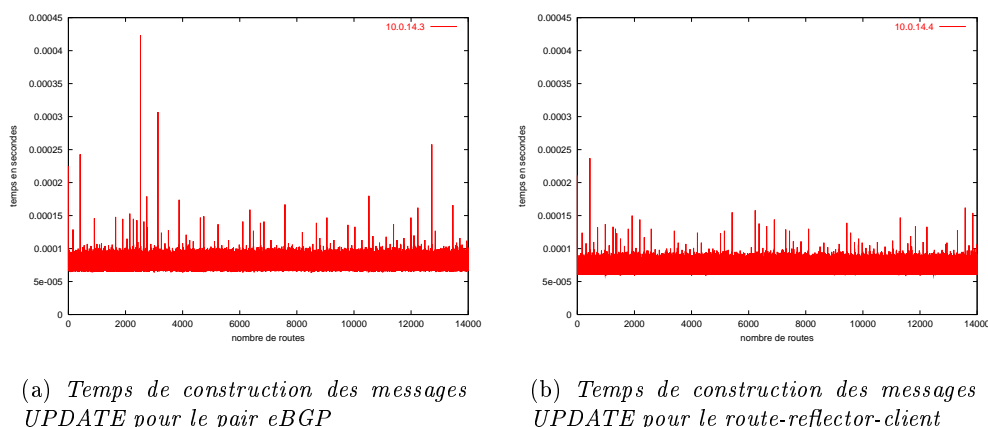 0.00045
0.0004
0.00035
0.0003
0.00025
0.0002
0.00015
0.0001
5e-005
0
temps en secondes
10.0.14.3
0 2000 4000 6000 8000 10000 12000 14000
nombre de routes
(a) Temps de construction des messages
UPDATE pour le pair eBGP
0.00045
0.0004
0.00035
0.0003
0.00025
0.0002
0.00015
0.0001
5e-005
0
temps en secondes
10.0.14.4
0 2000 4000 6000 8000 10000 12000 14000
nombre de routes
(b) Temps de construction des messages
UPDATE pour le route-reflector-client